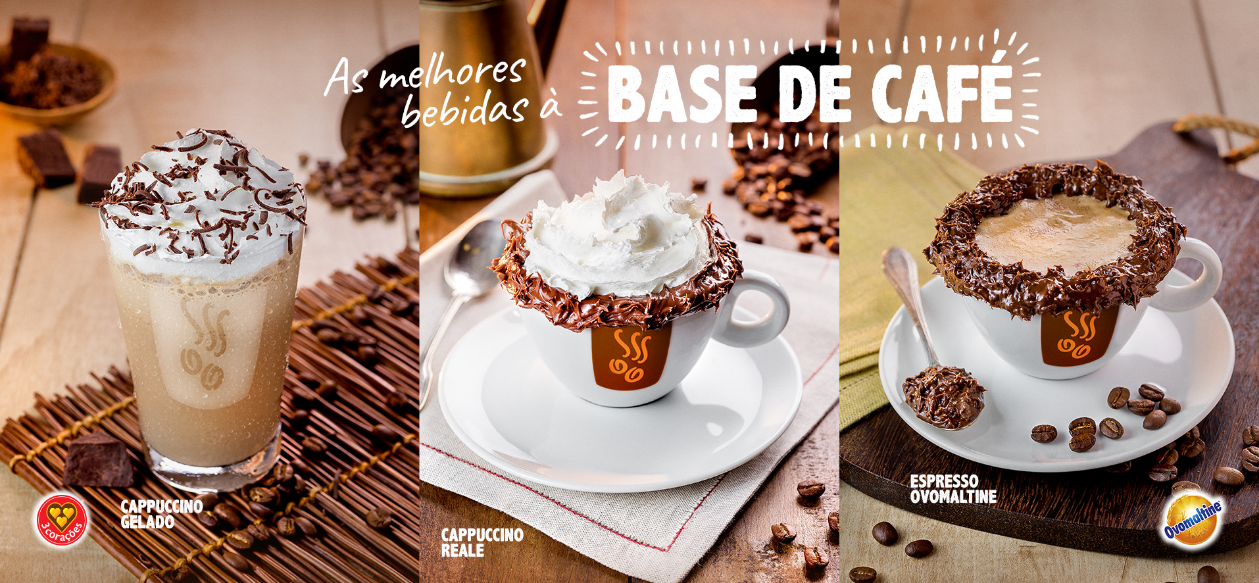 As melhores
bebidas à
BASE DE CAFÉ
3 corações
CAPPUCCINO
GELADO
CAPPUCCINO
REALE
ESPRESSO
OVOMALTINE
Ovomaltine